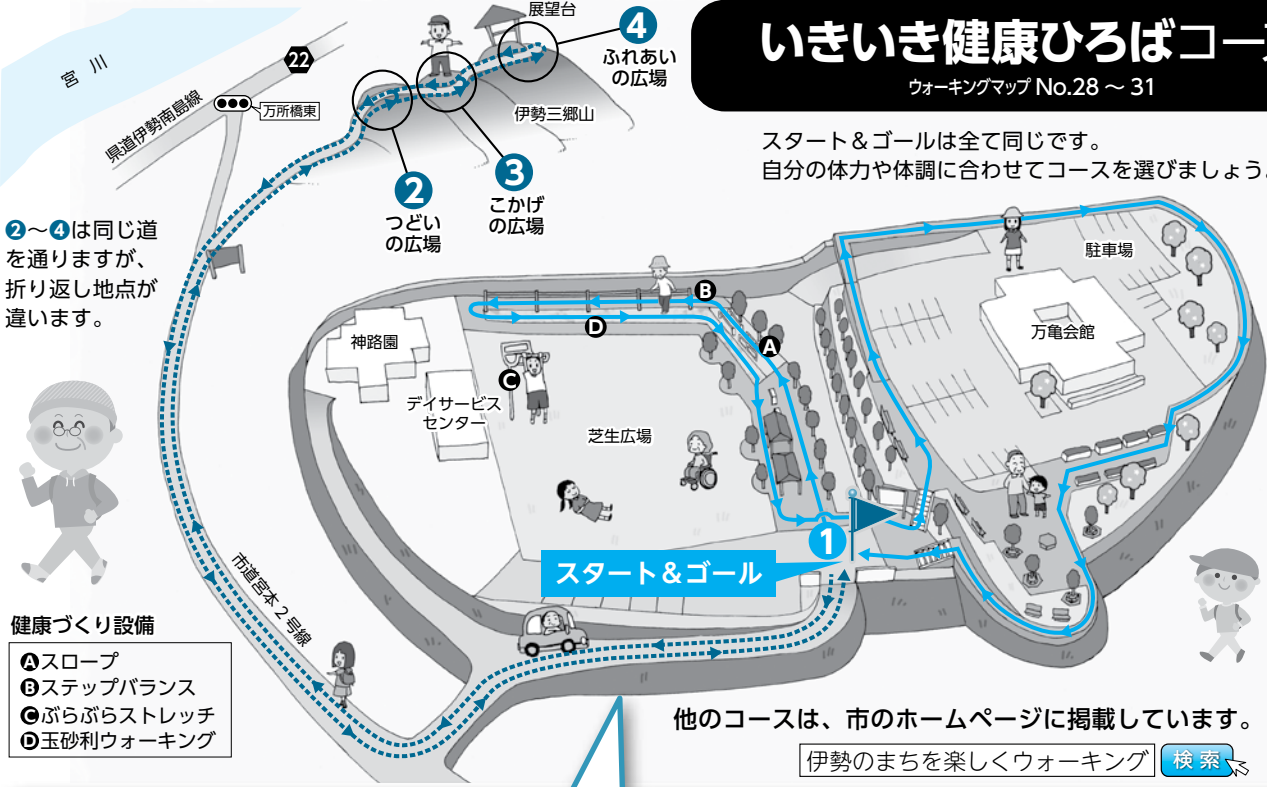 いきいき健康ひろばコース
ウォーキングマップ No.28 ～ 31
スタート＆ゴールは全て同じです。
自分の体力や体調に合わせてコースを選びましょう。
宮 川
22
県道伊勢南島線
万所橋東
展望台
4
ふれあい
の広場
伊勢三郷山
3
こかげ
の広場
2
つどい
の広場
❷～❹は同じ道
を通りますが、
折り返し地点が
違います。
駐車場
万亀会館
B
D
A
C
神路園
デイサービス
センター
芝生広場
1
スタート＆ゴール
市道宮本２号線
健康づくり設備
Aスロープ
Bステップバランス
Cぶらぶらストレッチ
D玉砂利ウォーキング
他のコースは、市のホームページに掲載しています。
伊勢のまちを楽しくウォーキング
検 索